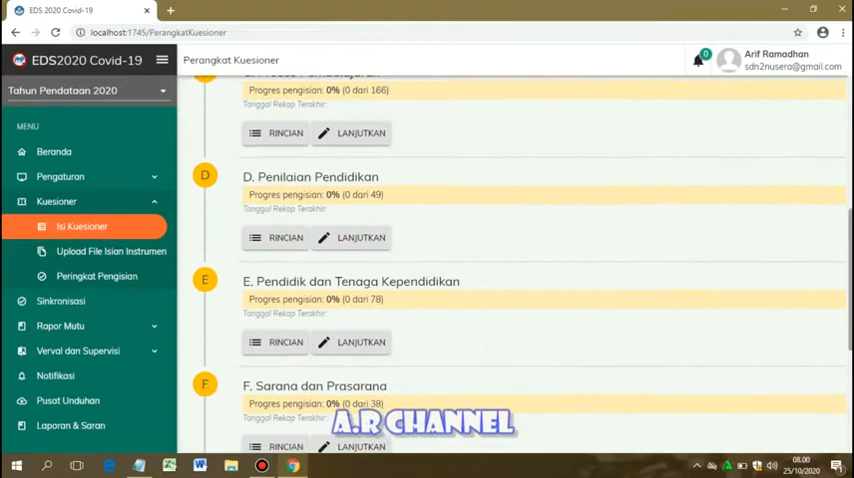 EDS 2020 Covid-19
localhost:1745/PerangkatKuesioner
EDS2020 Covid-19
Perangkat Kuesioner
0
Arif Ramadhan
sdn2nusera@gmail.com
Tahun Pendataan 2020
MENU
Beranda
Pengaturan
Kuesioner
Isi Kuesioner
Upload File Isian Instrumen
Peringkat Pengisian
Sinkronisasi
Rapor Mutu
Verval dan Supervisi
Notifikasi
Pusat Unduhan
Laporan & Saran
Progres pengisian: 0% (0 dari 166)
Tanggal Rekap Terakhir:
RINCIAN
LANJUTKAN
D
D. Penilaian Pendidikan
Progres pengisian: 0% (0 dari 49)
Tanggal Rekap Terakhir:
RINCIAN
LANJUTKAN
E
E. Pendidik dan Tenaga Kependidikan
Progres pengisian: 0% (0 dari 78)
Tanggal Rekap Terakhir:
RINCIAN
LANJUTKAN
F
F. Sarana dan Prasarana
Progres pengisian: 0% (0 dari 38)
Tanggal Rekap Terakhir:
A.R CHANNEL
RINCIAN
LANJUTKAN
08.00
25/10/2020